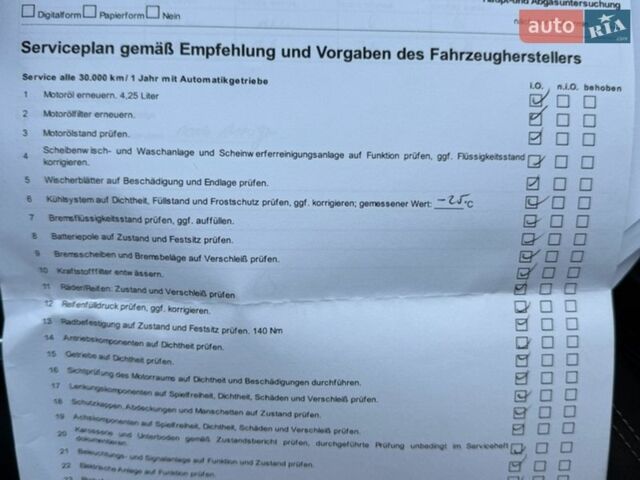 Haupt-und Abgasuntersuchung
Digitalform Papierform Nein
auto RIA .com
Serviceplan gemäß Empfehlung und Vorgaben des Fahrzeugherstellers
Service alle 30.000 km/ 1 Jahr mit Automatikgetriebe i.O. n.i.O. behoben
1 Motoröl erneuern. 4,25 Liter
2 Motorölfilter erneuern.
3 Motorölstand prüfen.
4 Scheibenwisch- und Waschanlage und Scheinwerferreinigungsanlage auf Funktion prüfen, ggf. Flüssigkeitsstand
korrigieren.
5 Wischerblätter auf Beschädigung und Endlage prüfen.
6 Kühlsystem auf Dichtheit, Füllstand und Frostschutz prüfen, ggf. korrigieren; gemessener Wert: -25 °C
7 Bremsflüssigkeitsstand prüfen, ggf. auffüllen.
8 Batteriepole auf Zustand und Festsitz prüfen.
9 Bremsscheiben und Bremsbeläge auf Verschleiß prüfen.
10 Kraftstofffilter entwässern.
11 Räder/Reifen: Zustand und Verschleiß prüfen
12 Reifenfülldruck prüfen, ggf. korrigieren.
13 Radbefestigung auf Zustand und Festsitz prüfen. 140 Nm
14 Antriebskomponenten auf Dichtheit prüfen.
15 Getriebe auf Dichtheit prüfen.
16 Sichtprüfung des Motorraums auf Dichtheit und Beschädigungen durchführen.
17 Lenkungskomponenten auf Spielfreiheit, Dichtheit, Schäden und Verschleiß prüfen.
18 Schutzkappen, Abdeckungen und Manschetten auf Zustand prüfen.
19 Achskomponenten auf Spielfreiheit, Dichtheit, Schäden und Verschleiß prüfen.
20 Karosserie und Unterboden gemäß Zustandsbericht prüfen, durchgeführte Prüfung unbedingt im Serviceheft
dokumentieren.
21 Beleuchtungs- und Signalanlage auf Funktion und Zustand prüfen.
22 Elektrische Anlage auf Funktion prüfen.